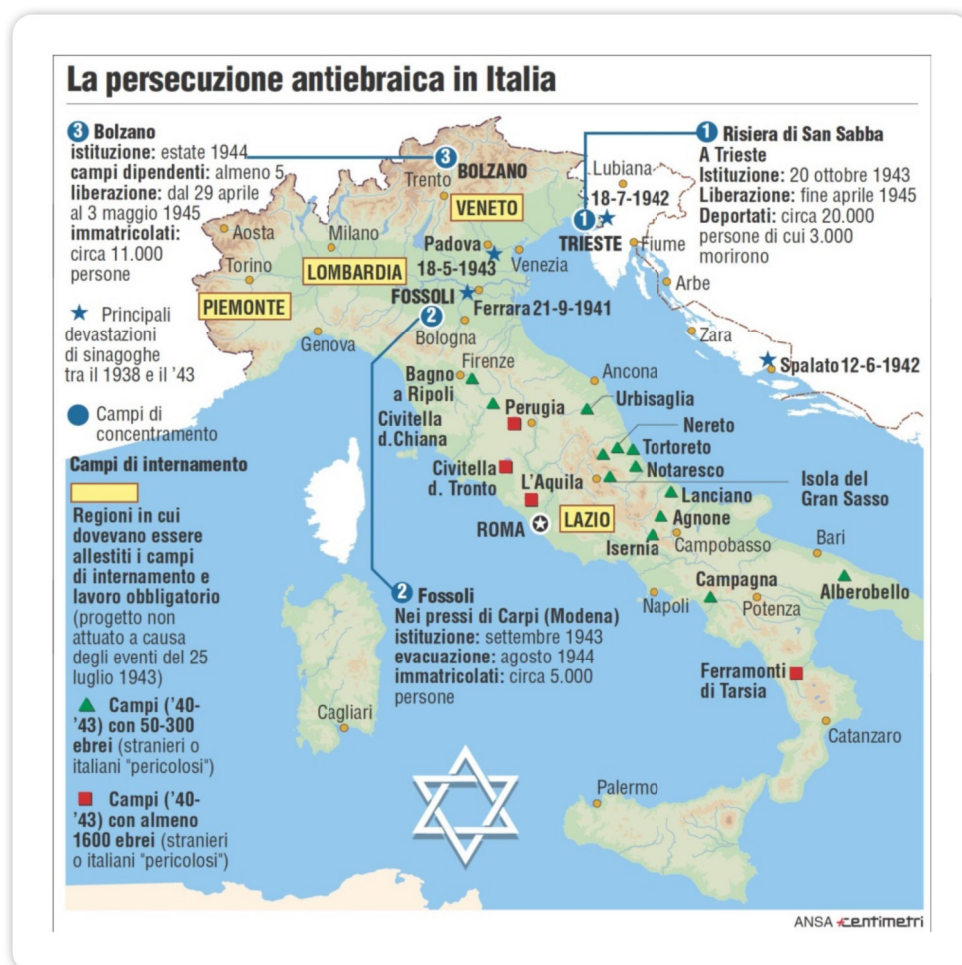 La persecuzione antiebraica in Italia
3 Bolzano
istituzione: estate 1944
campi dipendenti: almeno 5
liberazione: dal 29 aprile
al 3 maggio 1945
immatricolati:
circa 11.000
persone
Principali
devastazioni
di sinagoghe
tra il 1938 e il '43
Campi di
concentramento
Campi di internamento
Regioni in cui
dovevano essere
allestiti i campi
di internamento e
lavoro obbligatorio
(progetto non
attuato a causa
degli eventi del 25
luglio 1943)
Campi ('40-
'43) con 50-300
ebrei (stranieri o
italiani "pericolosi")
Campi ('40-
'43) con almeno
1600 ebrei (stranieri
o italiani "pericolosi")
1 Risiera di San Sabba
A Trieste
Istituzione: 20 ottobre 1943
Liberazione: fine aprile 1945
Deportati: circa 20.000
persone di cui 3.000
morirono
3
BOLZANO
Trento
VENETO
Lubiana
18-7-1942
1
TRIESTE
Fiume
Aosta
Milano
Padova
18-5-1943
Venezia
Torino
LOMBARDIA
Arbe
PIEMONTE
FOSSOLI
2
Ferrara 21-9-1941
Genova
Bologna
Zara
Spalato 12-6-1942
Firenze
Bagno
a Ripoli
Ancona
Urbisaglia
Civitella
d.Chiana
Perugia
Nereto
Tortoreto
Notaresco
Civitella
d. Tronto
L'Aquila
Isola del
Gran Sasso
Lanciano
ROMA
LAZIO
Agnone
Isernia
Campobasso
Bari
Napoli
Campagna
Potenza
Alberobello
2 Fossoli
Nei pressi di Carpi (Modena)
istituzione: settembre 1943
evacuazione: agosto 1944
immatricolati: circa 5.000
persone
Ferramonti
di Tarsia
Cagliari
Catanzaro
Palermo
ANSA centimetri